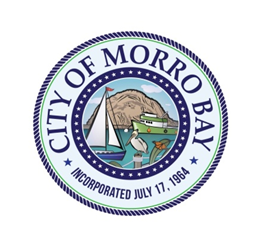 CITY OF MORRO BAY
INCORPORATED JULY 17, 1964